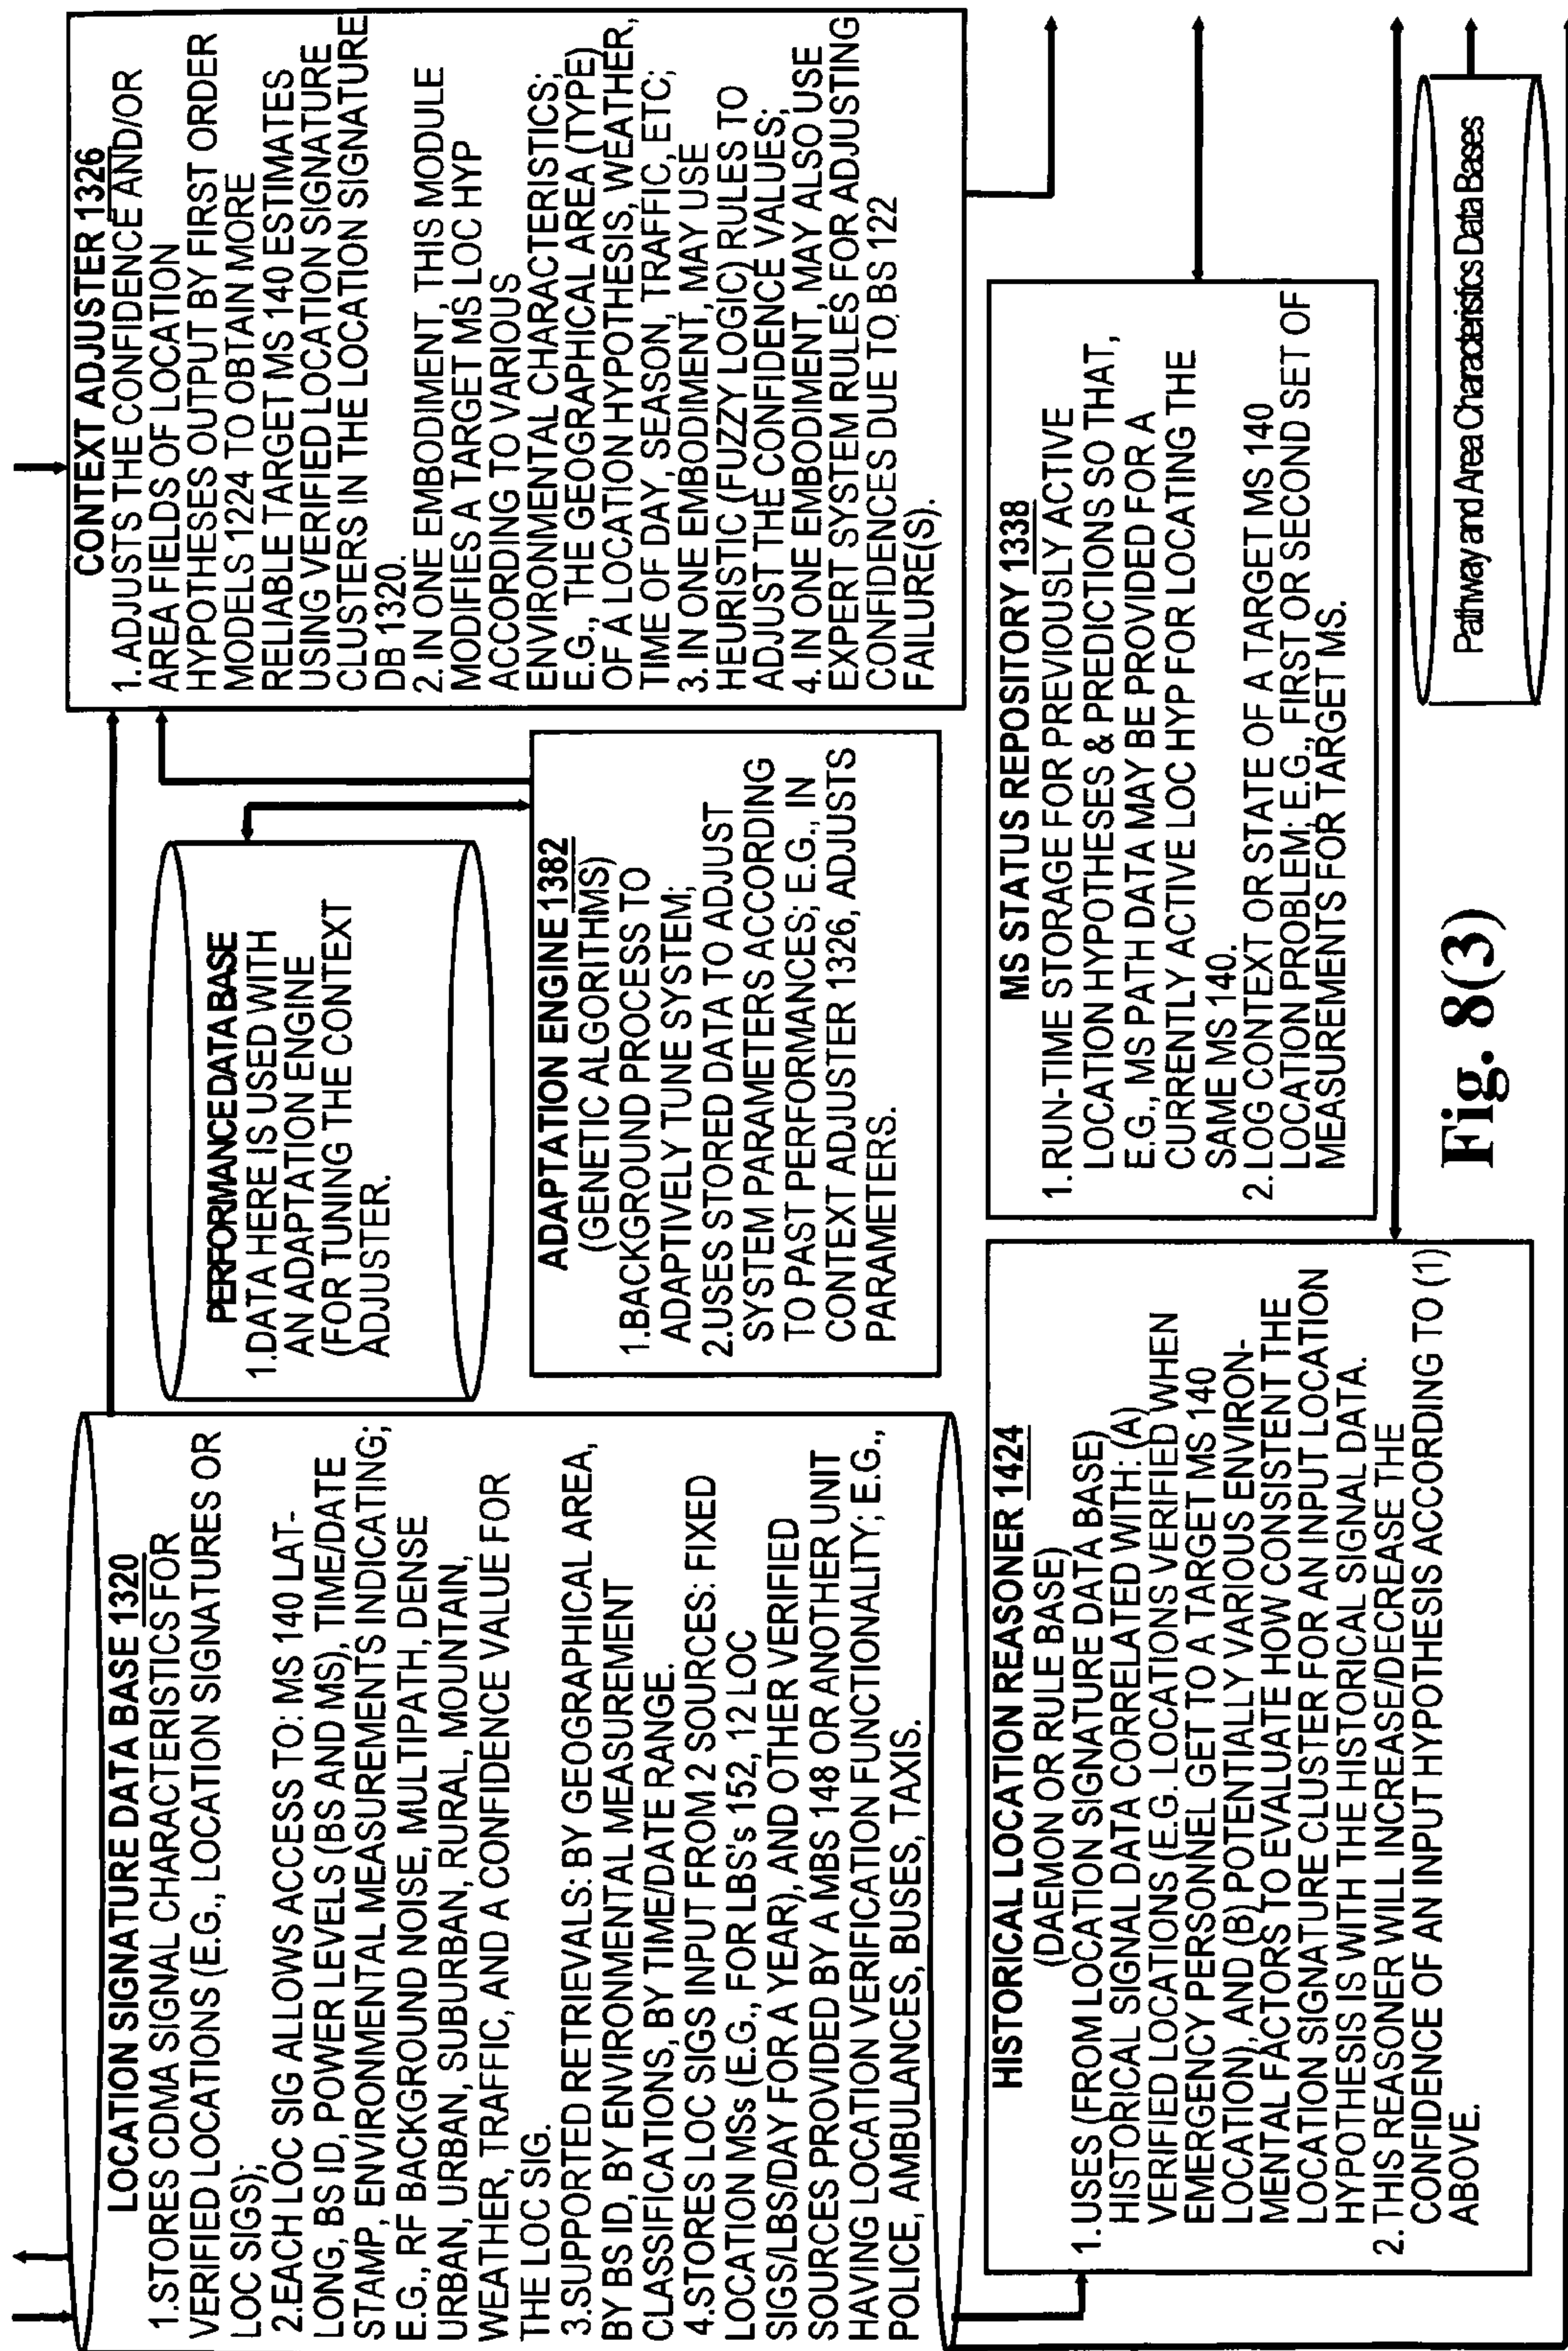 LOCATION SIGNATURE DATA BASE 1320
1.STORES CDMA SIGNAL CHARACTERISTICS FOR
VERIFIED LOCATIONS (E.G., LOCATION SIGNATURES OR
LOC SIGS);
2.EACH LOC SIG ALLOWS ACCESS TO: MS 140 LAT-
LONG, BS ID, POWER LEVELS (BS AND MS), TIME/DATE
STAMP, ENVIRONMENTAL MEASUREMENTS INDICATING;
E.G., RF BACKGROUND NOISE, MULTIPATH, DENSE
URBAN, URBAN, SUBURBAN, RURAL, MOUNTAIN,
WEATHER, TRAFFIC, AND A CONFIDENCE VALUE FOR
THE LOC SIG.
3.SUPPORTED RETRIEVALS: BY GEOGRAPHICAL AREA,
BY BS ID, BY ENVIRONMENTAL MEASUREMENT
CLASSIFICATIONS, BY TIME/DATE RANGE.
4.STORES LOC SIGS INPUT FROM 2 SOURCES: FIXED
LOCATION MSs (E.G., FOR LBS's 152, 12 LOC
SIGS/LBS/DAY FOR A YEAR), AND OTHER VERIFIED
SOURCES PROVIDED BY A MBS 148 OR ANOTHER UNIT
HAVING LOCATION VERIFICATION FUNCTIONALITY; E.G.,
POLICE, AMBULANCES, BUSES, TAXIS.
PERFORMANCE DATA BASE
1.DATA HERE IS USED WITH
AN ADAPTATION ENGINE
(FOR TUNING THE CONTEXT
ADJUSTER.
ADAPTATION ENGINE 1382
(GENETIC ALGORITHMS)
1.BACKGROUND PROCESS TO
ADAPTIVELY TUNE SYSTEM;
2.USES STORED DATA TO ADJUST
SYSTEM PARAMETERS ACCORDING
TO PAST PERFORMANCES; E.G., IN
CONTEXT ADJUSTER 1326, ADJUSTS
PARAMETERS.
CONTEXT ADJUSTER 1326
1. ADJUSTS THE CONFIDENCE AND/OR
AREA FIELDS OF LOCATION
HYPOTHESES OUTPUT BY FIRST ORDER
MODELS 1224 TO OBTAIN MORE
RELIABLE TARGET MS 140 ESTIMATES
USING VERIFIED LOCATION SIGNATURE
CLUSTERS IN THE LOCATION SIGNATURE
DB 1320.
2. IN ONE EMBODIMENT, THIS MODULE
MODIFIES A TARGET MS LOC HYP
ACCORDING TO VARIOUS
ENVIRONMENTAL CHARACTERISTICS;
E.G., THE GEOGRAPHICAL AREA (TYPE)
OF A LOCATION HYPOTHESIS, WEATHER,
TIME OF DAY, SEASON, TRAFFIC, ETC;
3. IN ONE EMBODIMENT, MAY USE
HEURISTIC (FUZZY LOGIC) RULES TO
ADJUST THE CONFIDENCE VALUES;
4. IN ONE EMBODIMENT, MAY ALSO USE
EXPERT SYSTEM RULES FOR ADJUSTING
CONFIDENCES DUE TO BS 122
FAILURE(S).
HISTORICAL LOCATION REASONER 1424
(DAEMON OR RULE BASE)
1. USES (FROM LOCATION SIGNATURE DATA BASE)
HISTORICAL SIGNAL DATA CORRELATED WITH: (A)
VERIFIED LOCATIONS (E.G. LOCATIONS VERIFIED WHEN
EMERGENCY PERSONNEL GET TO A TARGET MS 140
LOCATION), AND (B) POTENTIALLY VARIOUS ENVIRON-
MENTAL FACTORS TO EVALUATE HOW CONSISTENT THE
LOCATION SIGNATURE CLUSTER FOR AN INPUT LOCATION
HYPOTHESIS IS WITH THE HISTORICAL SIGNAL DATA.
2. THIS REASONER WILL INCREASE/DECREASE THE
CONFIDENCE OF AN INPUT HYPOTHESIS ACCORDING TO (1)
ABOVE.
MS STATUS REPOSITORY 1338
1.RUN-TIME STORAGE FOR PREVIOUSLY ACTIVE
LOCATION HYPOTHESES & PREDICTIONS SO THAT,
E.G., MS PATH DATA MAY BE PROVIDED FOR A
CURRENTLY ACTIVE LOC HYP FOR LOCATING THE
SAME MS 140.
2. LOG CONTEXT OR STATE OF A TARGET MS 140
LOCATION PROBLEM; E.G., FIRST OR SECOND SET OF
MEASUREMENTS FOR TARGET MS.
Pathway and Area Characteristics Data Bases
Fig. 8(3)